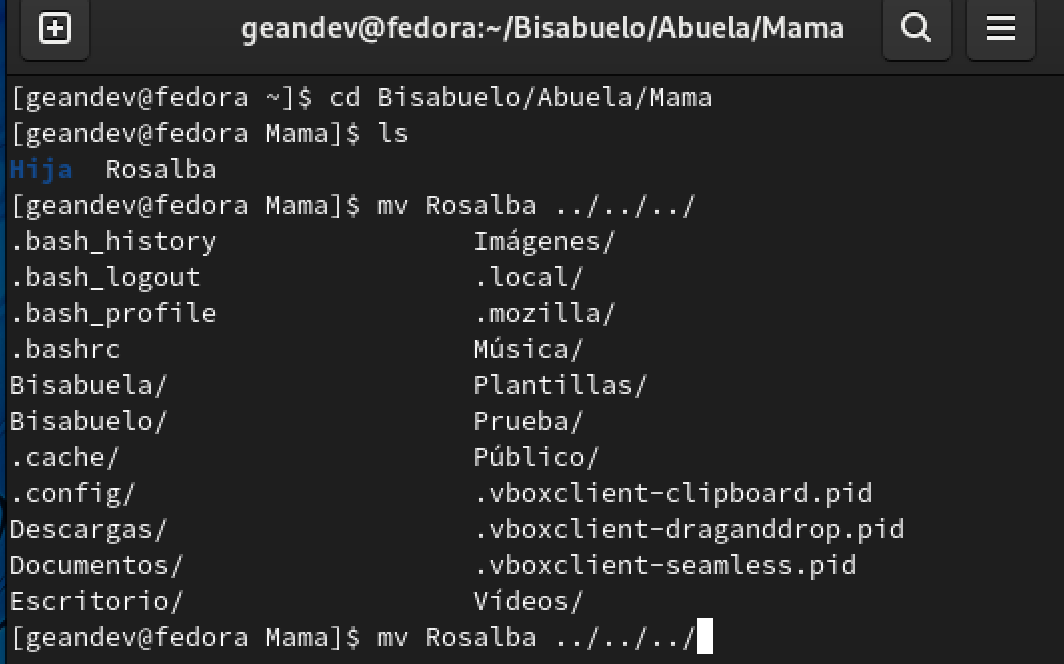 geandev@fedora:~/Bisabuelo/Abuela/Mama
[geandev@fedora ~]$ cd Bisabuelo/Abuela/Mama
[geandev@fedora Mama]$ ls
Hija  Rosalba
[geandev@fedora Mama]$ mv Rosalba ../../../
.bash_history                Imágenes/
.bash_logout                 .local/
.bash_profile                .mozilla/
.bashrc                      Música/
Bisabuela/                   Plantillas/
Bisabuelo/                   Prueba/
.cache/                      Público/
.config/                     .vboxclient-clipboard.pid
Descargas/                   .vboxclient-draganddrop.pid
Documentos/                  .vboxclient-seamless.pid
Escritorio/                  Vídeos/
[geandev@fedora Mama]$ mv Rosalba ../../../